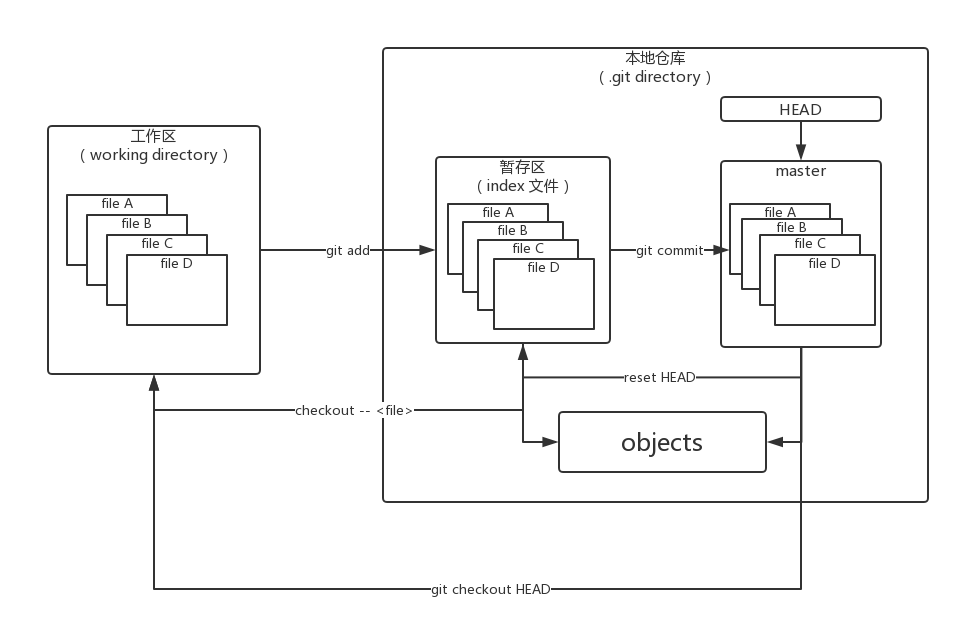 本地仓库
（.git directory）
HEAD
工作区
（working directory）
暂存区
（index 文件）
master
file A
file B
file C
file D
file A
file B
file C
file D
file A
file B
file C
file D
git add
git commit
reset HEAD
checkout -- <file>
objects
git checkout HEAD